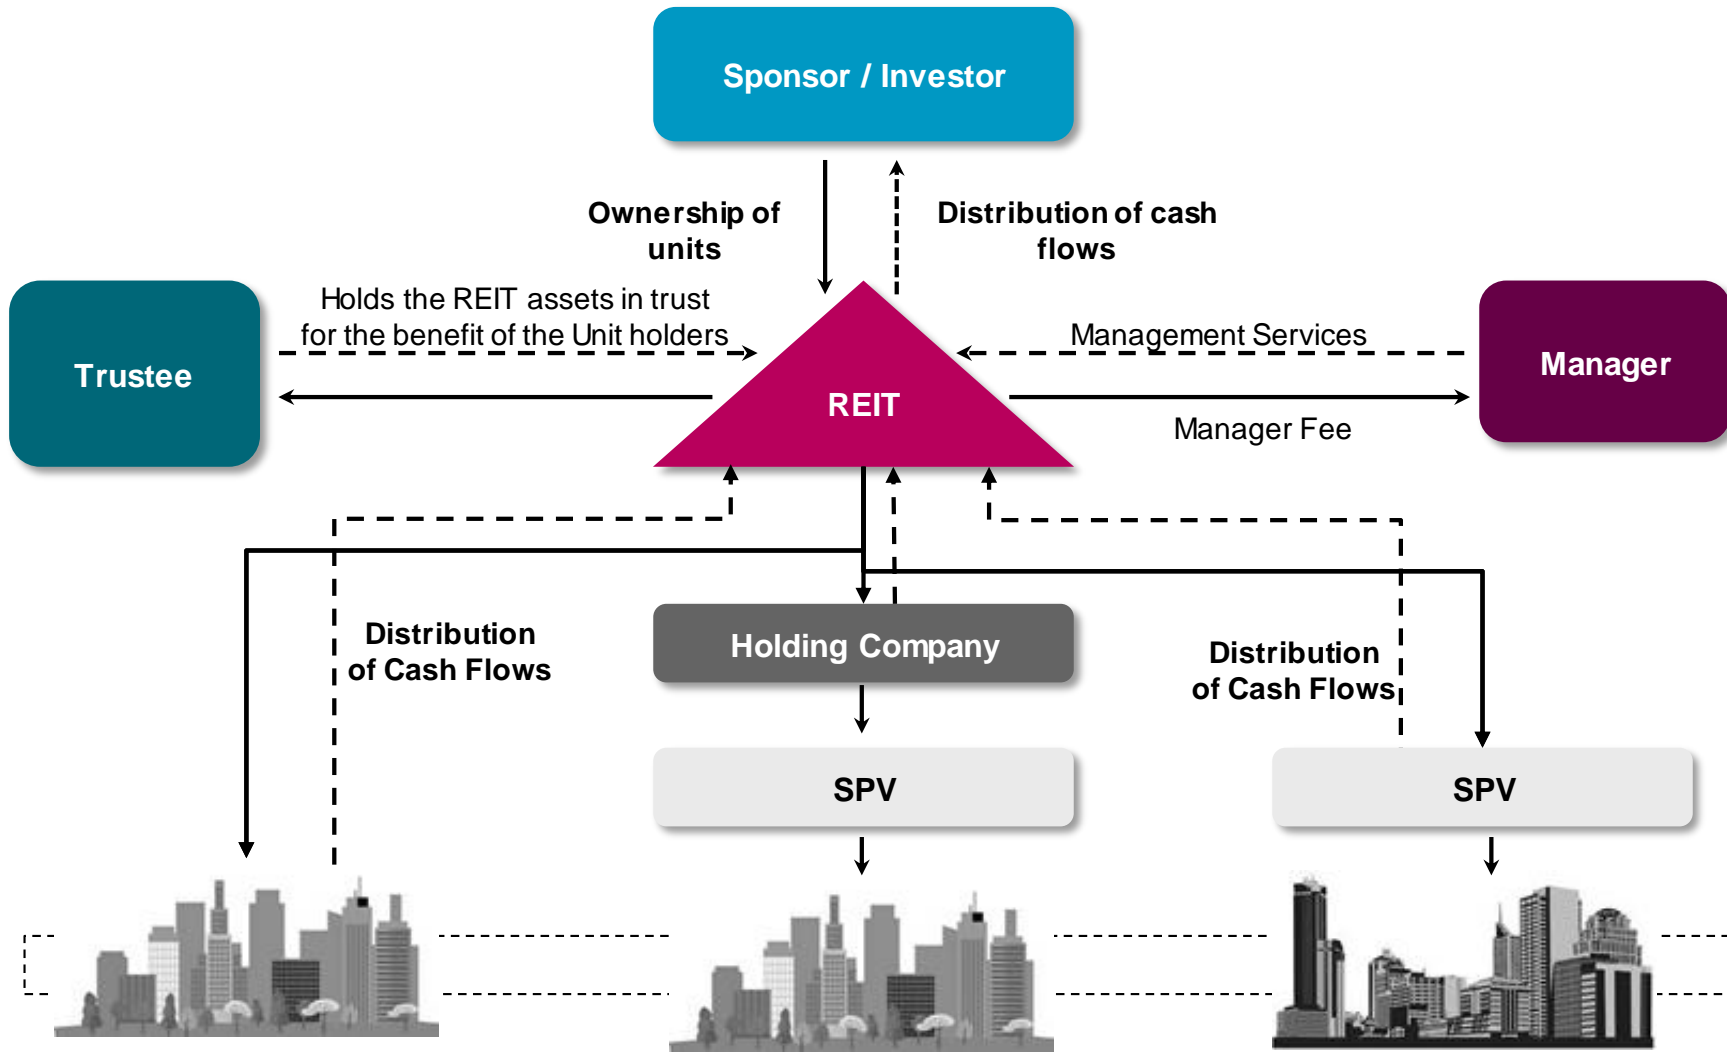 Sponsor / Investor
Ownership of
units
Distribution of cash
flows
Holds the REIT assets in trust
for the benefit of the Unit holders
Management Services
Trustee
REIT
Manager
Manager Fee
Distribution
of Cash Flows
Holding Company
Distribution
of Cash Flows
SPV
SPV